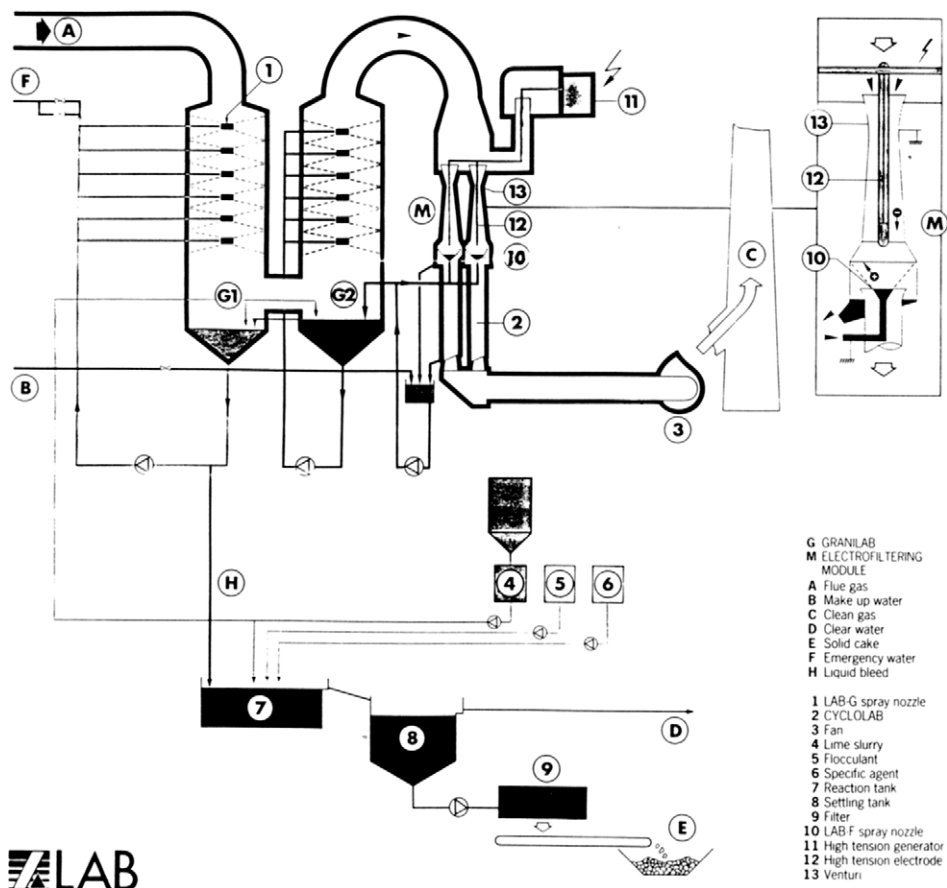 A
F
1
11
13
12
10
M
G1
G2
2
C
B
3
13
12
10
M
4
5
6
H
7
8
D
9
E
G GRANILAB
M ELECTROFILTERING
MODULE
A Flue gas
B Make up water
C Clean gas
D Clear water
E Solid cake
F Emergency water
H Liquid bleed
1 LAB-G spray nozzle
2 CYCLOLAB
3 Fan
4 Lime slurry
5 Flocculant
6 Specific agent
7 Reaction tank
8 Settling tank
9 Filter
10 LAB-F spray nozzle
11 High tension generator
12 High tension electrode
13 Venturi
LAB